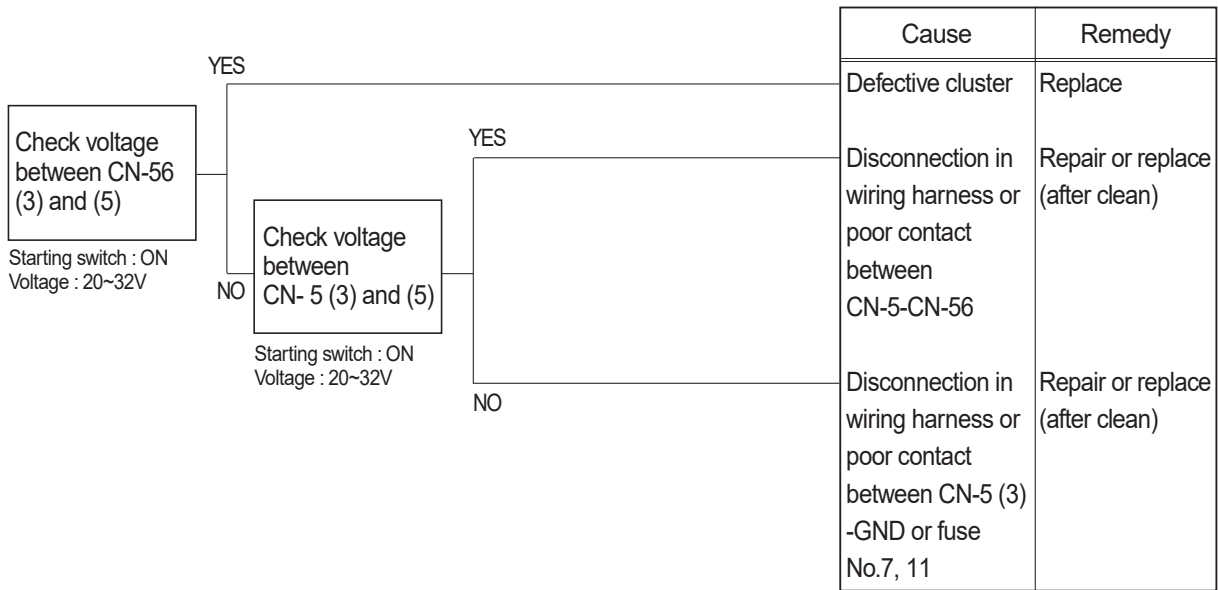 Cause
Remedy
YES
Defective cluster
Replace
Check voltage
between CN-56
(3) and (5)
Starting switch : ON
Voltage : 20~32V
NO
YES
Check voltage
between
CN- 5 (3) and (5)
Starting switch : ON
Voltage : 20~32V
Disconnection in
wiring harness or
poor contact
between
CN-5-CN-56
Repair or replace
(after clean)
NO
Disconnection in
wiring harness or
poor contact
between CN-5 (3)
-GND or fuse
No.7, 11
Repair or replace
(after clean)